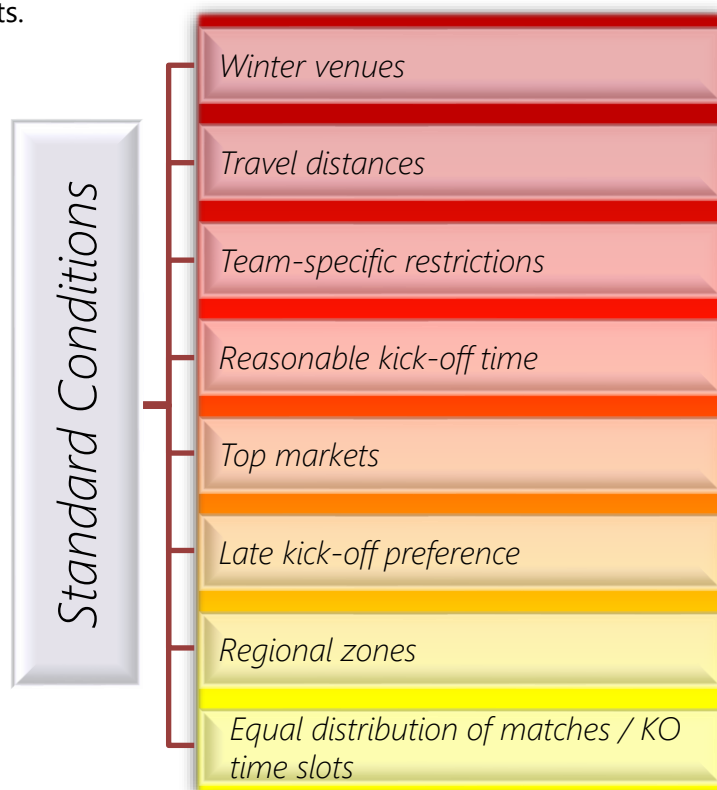 ts.
Standard Conditions
Winter venues
Travel distances
Team-specific restrictions
Reasonable kick-off time
Top markets
Late kick-off preference
Regional zones
Equal distribution of matches / KO
time slots